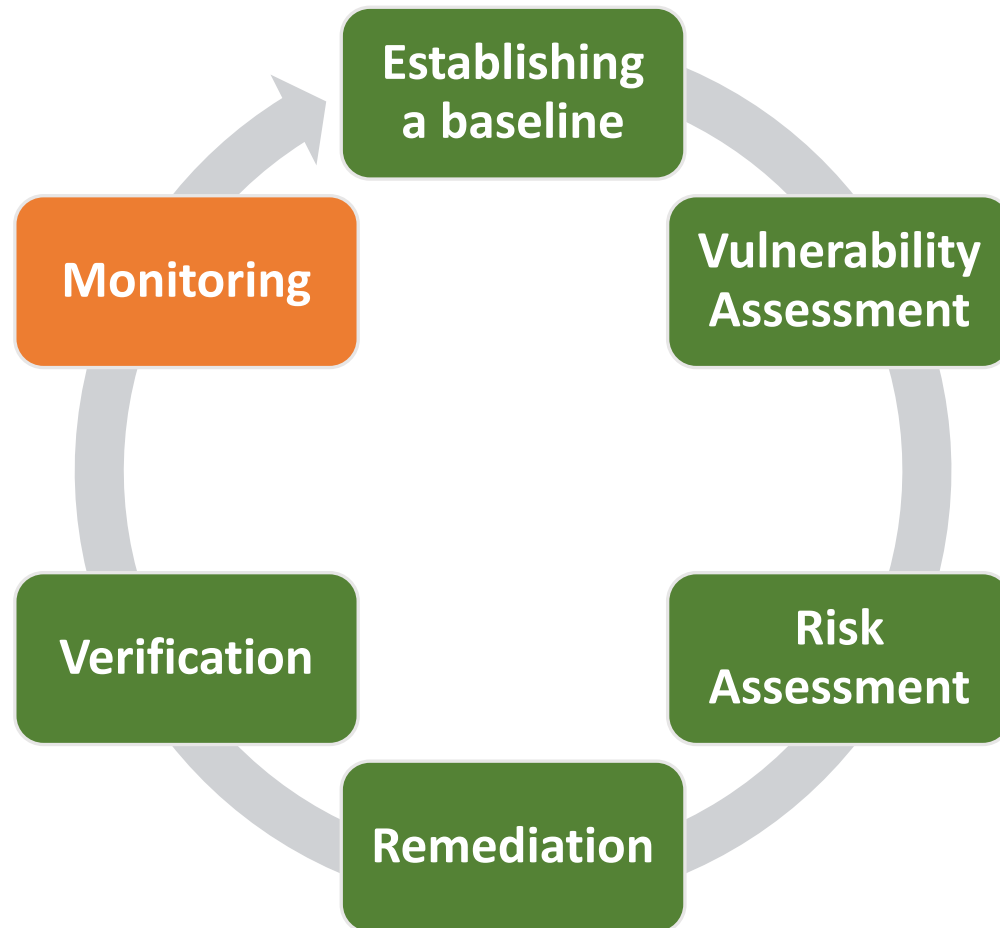 Establishing
a baseline
Vulnerability
Assessment
Risk
Assessment
Remediation
Verification
Monitoring